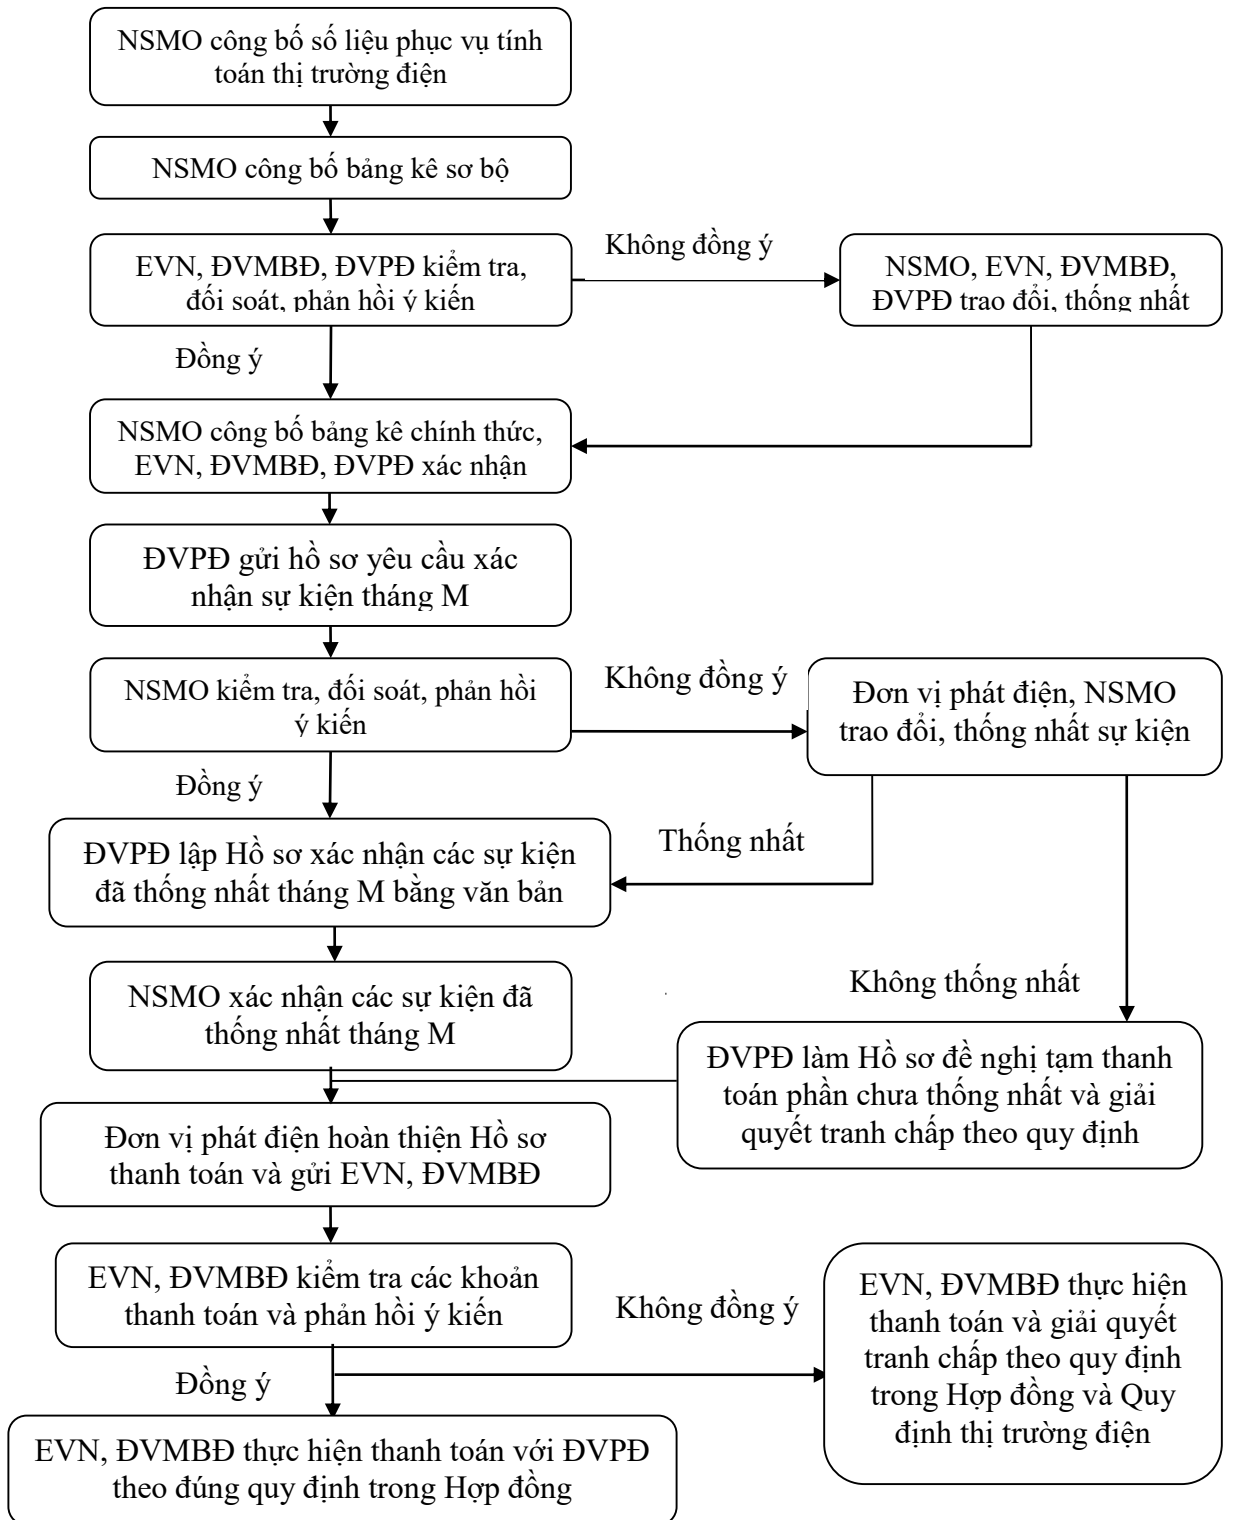 NSMO công bố số liệu phục vụ tính
toán thị trường điện
NSMO công bố bảng kê sơ bộ
EVN, ĐVMBĐ, ĐVPĐ kiểm tra,
đối soát, phản hồi ý kiến
Không đồng ý
NSMO, EVN, ĐVMBĐ,
ĐVPĐ trao đổi, thống nhất
Đồng ý
NSMO công bố bảng kê chính thức,
EVN, ĐVMBĐ, ĐVPĐ xác nhận
ĐVPĐ gửi hồ sơ yêu cầu xác
nhận sự kiện tháng M
NSMO kiểm tra, đối soát, phản hồi
ý kiến
Không đồng ý
Đơn vị phát điện, NSMO
trao đổi, thống nhất sự kiện
Đồng ý
Thống nhất
ĐVPĐ lập Hồ sơ xác nhận các sự kiện
đã thống nhất tháng M bằng văn bản
NSMO xác nhận các sự kiện đã
thống nhất tháng M
Không thống nhất
ĐVPĐ làm Hồ sơ đề nghị tạm thanh
toán phần chưa thống nhất và giải
quyết tranh chấp theo quy định
Đơn vị phát điện hoàn thiện Hồ sơ
thanh toán và gửi EVN, ĐVMBĐ
EVN, ĐVMBĐ kiểm tra các khoản
thanh toán và phản hồi ý kiến
Không đồng ý
EVN, ĐVMBĐ thực hiện
thanh toán và giải quyết
tranh chấp theo quy định
trong Hợp đồng và Quy
định thị trường điện
Đồng ý
EVN, ĐVMBĐ thực hiện thanh toán với ĐVPĐ
theo đúng quy định trong Hợp đồng